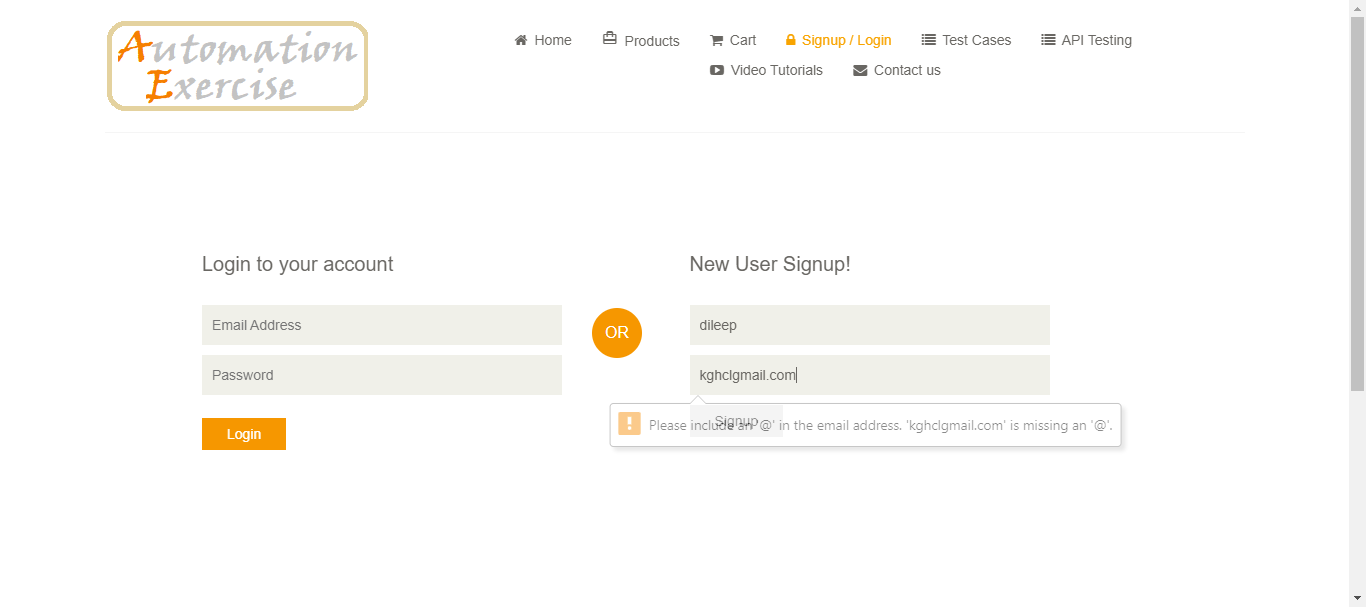 Automation
Exercise
Home Products Cart Signup / Login Test Cases API Testing
Video Tutorials Contact us
Login to your account
Email Address
Password
Login
OR
New User Signup!
dileep
kghclgmail.com
Signup
Please include an '@' in the email address. 'kghclgmail.com' is missing an '@'.